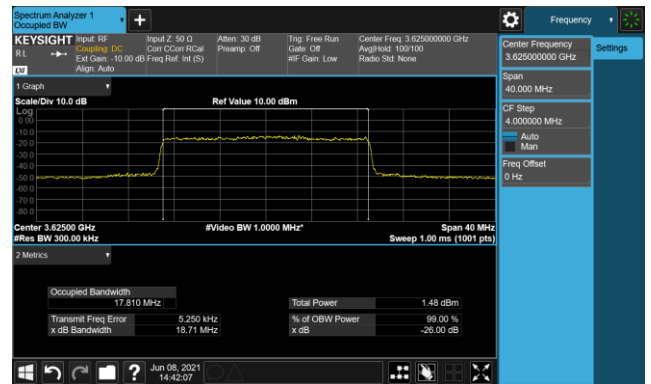 Spectrum Analyzer 1
Occupied BW
Frequency
KEYSIGHT
RL
LXI
Input: RF
Coupling: DC
Ext Gain: -10.00 dB
Align: Auto
Input Z: 50 Ω
Corr CCorr RCal
Freq Ref: Int (S)
Atten: 30 dB
Preamp: Off
Trig: Free Run
Gate: Off
#IF Gain: Low
Center Freq: 3.625000000 GHz
Avg|Hold: 100/100
Radio Std: None
Center Frequency
3.625000000 GHz
Settings
Span
40.000 MHz
CF Step
4.000000 MHz
Auto
Man
Freq Offset
0 Hz
1 Graph
Scale/Div 10.0 dB
Ref Value 10.00 dBm
Log
0.00
-10.0
-20.0
-30.0
-40.0
-50.0
-60.0
-70.0
-80.0
Center 3.62500 GHz
#Video BW 1.0000 MHz*
Span 40 MHz
#Res BW 300.00 kHz
Sweep 1.00 ms (1001 pts)
2 Metrics
Occupied Bandwidth
17.810 MHz
Total Power 1.48 dBm
Transmit Freq Error 5.250 kHz
% of OBW Power 99.00 %
x dB Bandwidth 18.71 MHz
x dB -26.00 dB
?
Jun 08, 2021
14:42:07